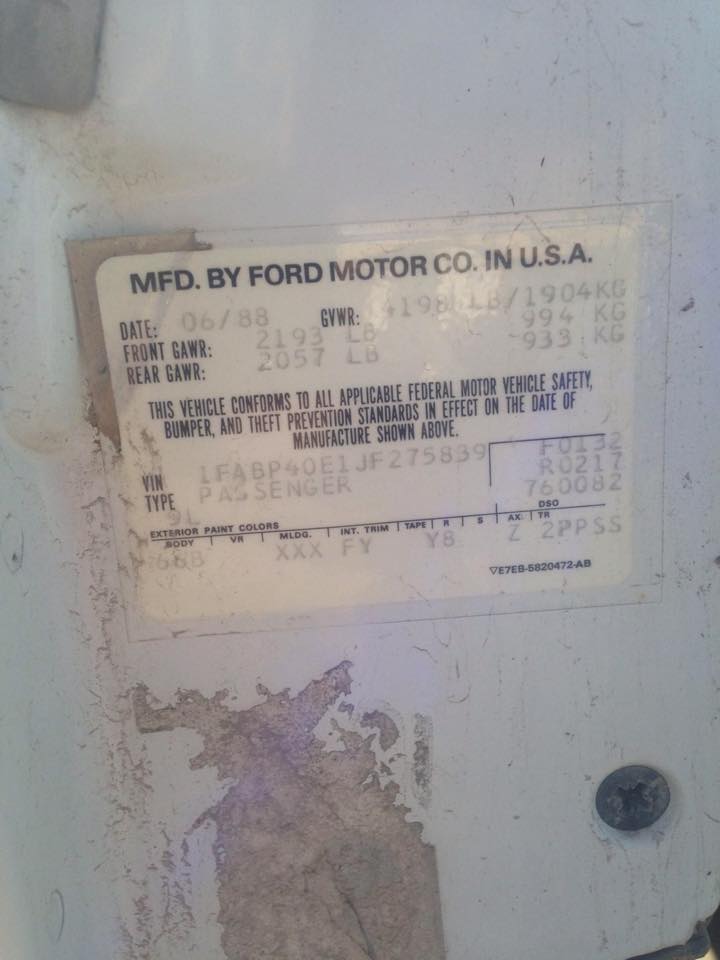 MFD. BY FORD MOTOR CO. IN U.S.A.
DATE: 06/88 GVWR: 4198 LB/1904KG
FRONT GAWR: 2193 LB 994 KG
REAR GAWR: 2057 LB 933 KG
THIS VEHICLE CONFORMS TO ALL APPLICABLE FEDERAL MOTOR VEHICLE SAFETY,
BUMPER, AND THEFT PREVENTION STANDARDS IN EFFECT ON THE DATE OF
MANUFACTURE SHOWN ABOVE.
VIN 1FABP40E1JF275839 F0132
TYPE PASSENGER R0217
760082
9L DSO
EXTERIOR PAINT COLORS
BODY VR MLDG. INT. TRIM TAPE R S AX TR
XXX FY Y8 Z 2PPSS
▽E7EB-5820472-AB